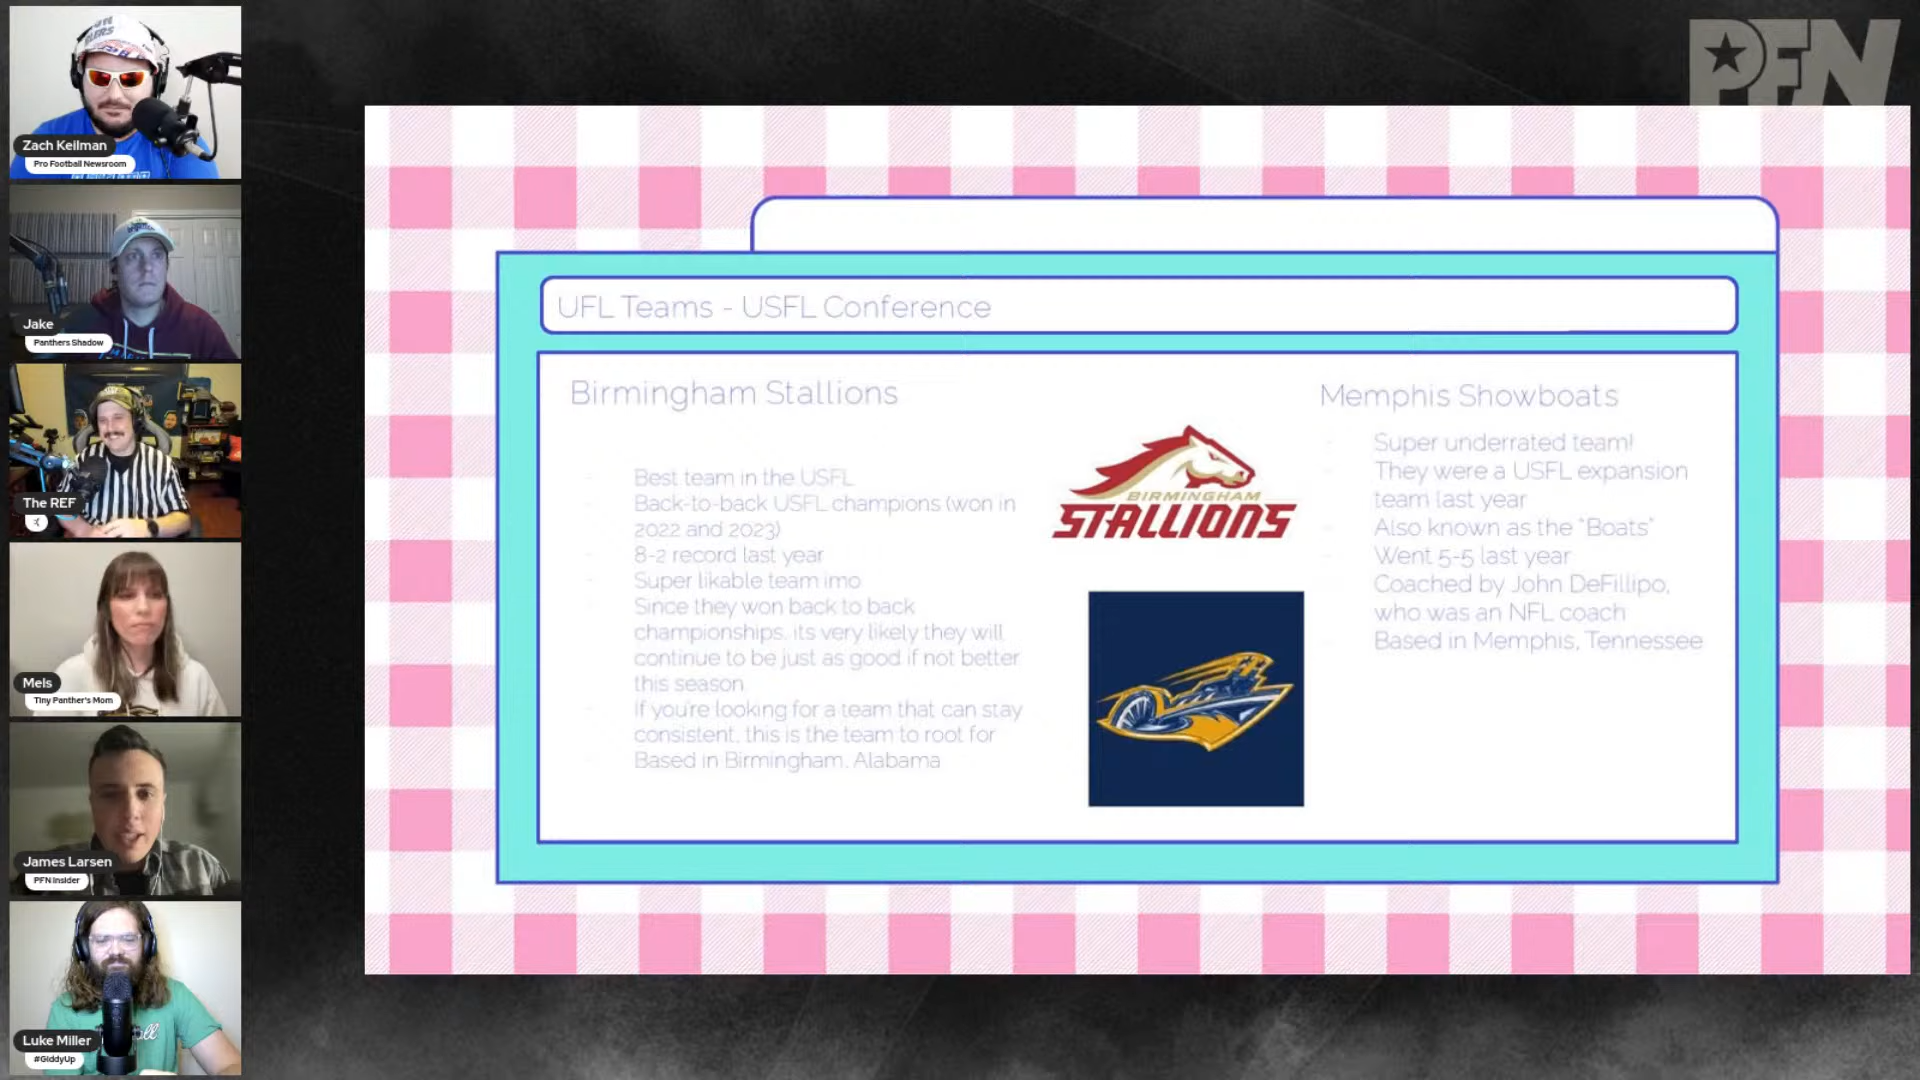 PFN
Zach Keilman
Pro Football Newsroom
Jake
Panthers Shadow
The REF
Mels
Tiny Panther's Mom
James Larsen
PFN Insider
Luke Miller
#GiddyUp
UFL Teams - USFL Conference
Birmingham Stallions
- Best team in the USFL
- Back-to-back USFL champions (won in
2022 and 2023)
- 8-2 record last year
- Super likable team imo
- Since they won back to back
championships, its very likely they will
continue to be just as good if not better
this season
- If you're looking for a team that can stay
consistent, this is the team to root for
- Based in Birmingham, Alabama
BIRMINGHAM
STALLIONS
Memphis Showboats
- Super underrated team!
- They were a USFL expansion
team last year
- Also known as the "Boats"
- Went 5-5 last year
- Coached by John DeFillipo,
who was an NFL coach
- Based in Memphis, Tennessee